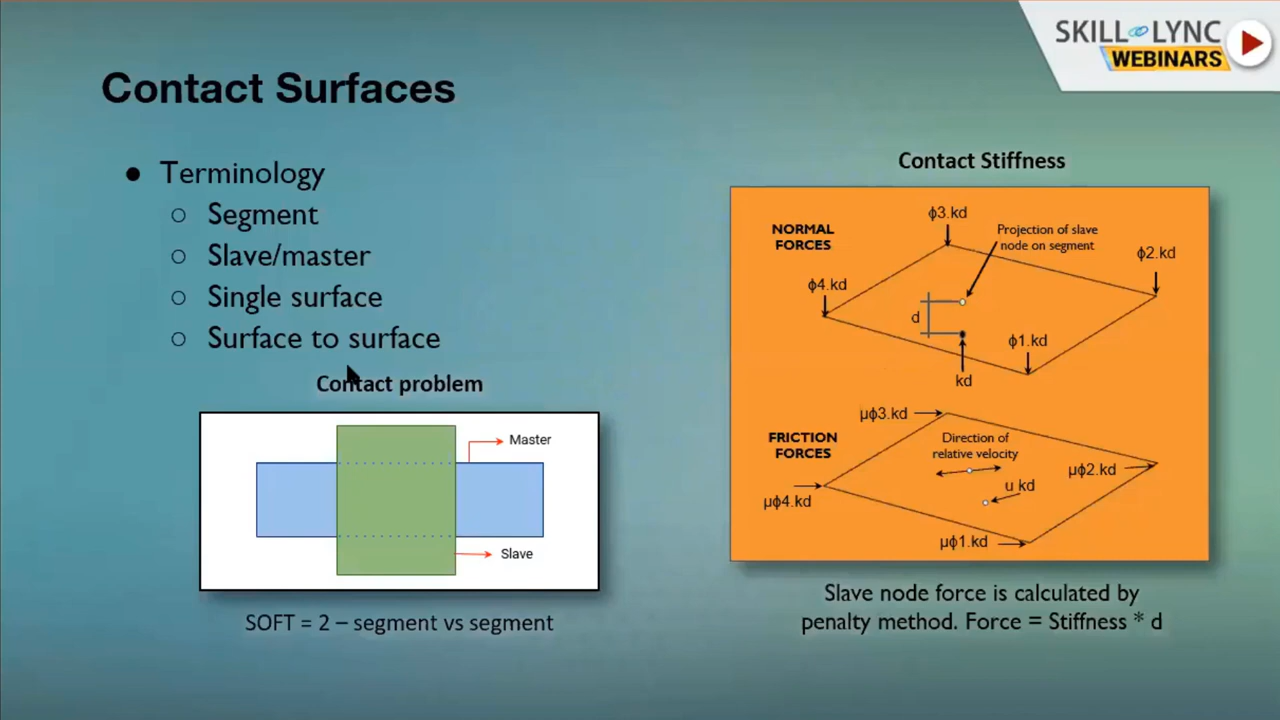 SKILL LYNC
WEBINARS
Contact Surfaces
● Terminology
○ Segment
○ Slave/master
○ Single surface
○ Surface to surface
Contact problem
Master
Slave
SOFT = 2 – segment vs segment
Contact Stiffness
NORMAL
FORCES
ϕ3.kd
Projection of slave
node on segment
ϕ2.kd
ϕ4.kd
d
ϕ1.kd
kd
FRICTION
FORCES
μϕ3.kd
Direction of
relative velocity
μϕ2.kd
u kd
μϕ4.kd
μϕ1.kd
Slave node force is calculated by
penalty method. Force = Stiffness * d